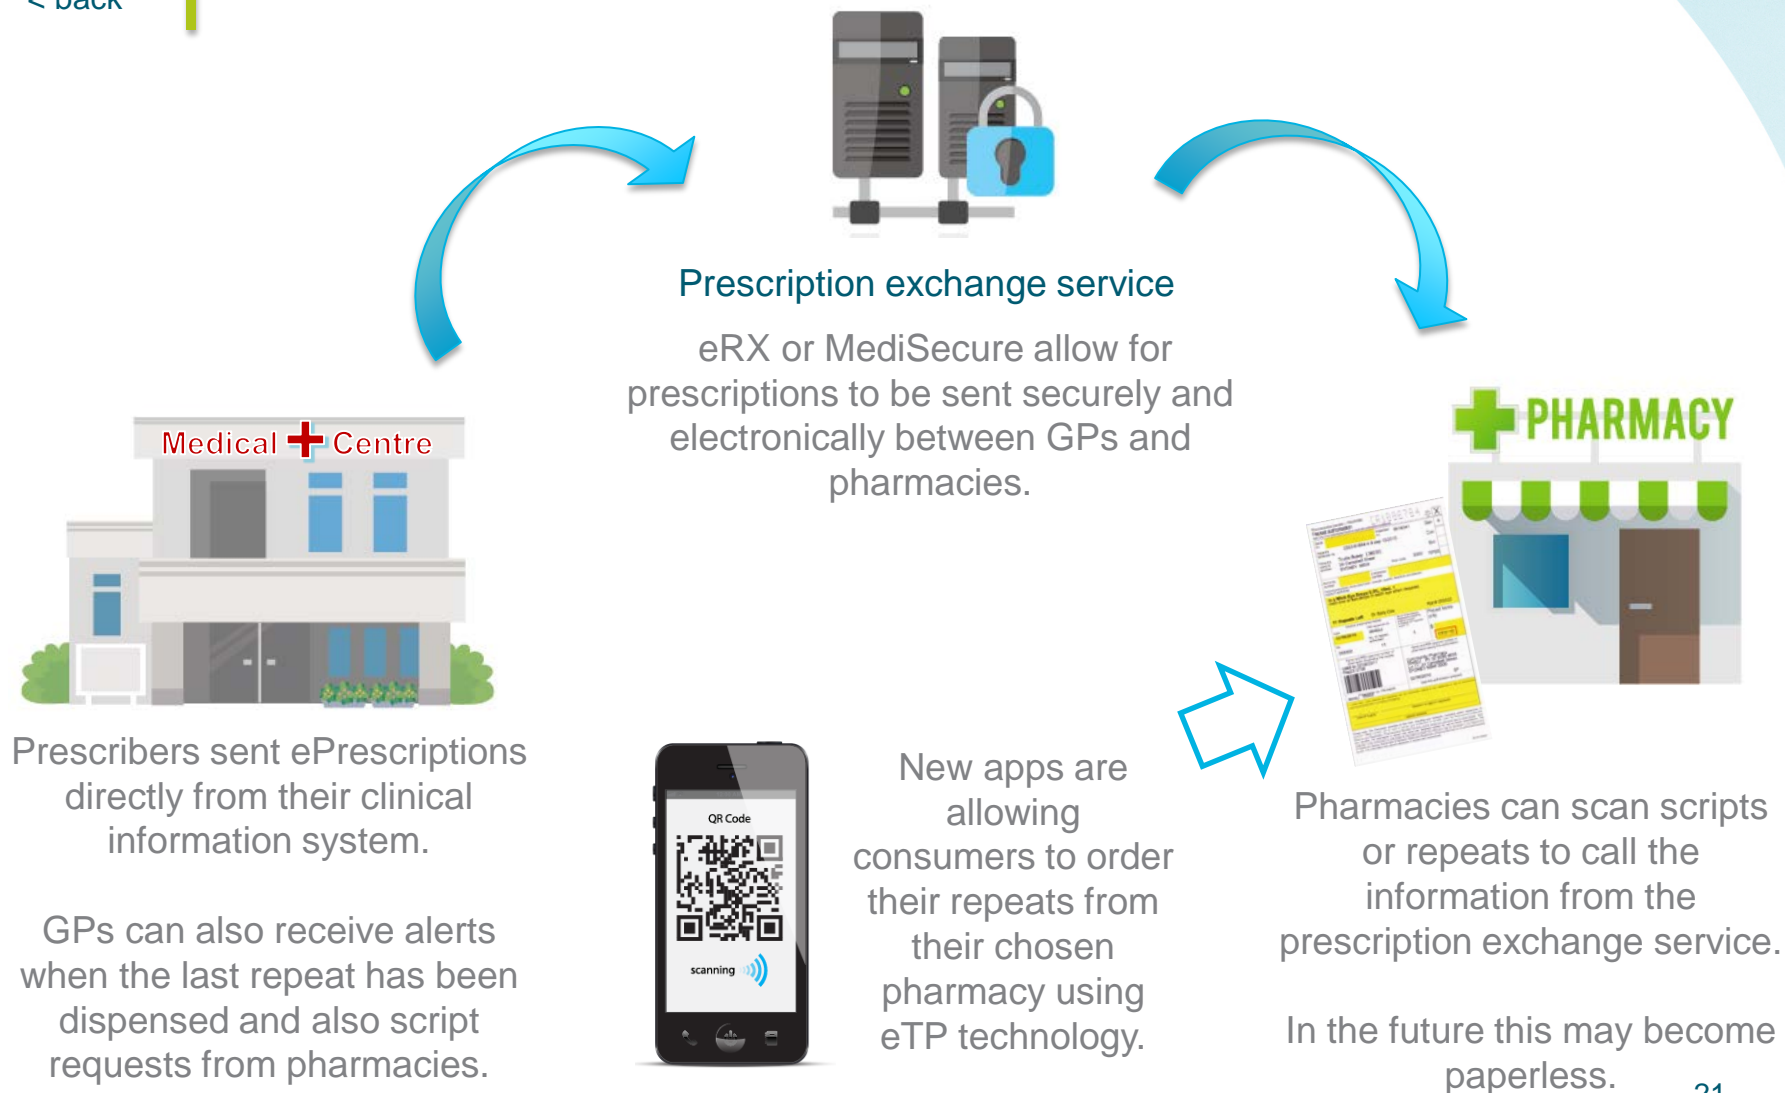 < back
Prescription exchange service
eRX or MediSecure allow for
prescriptions to be sent securely and
electronically between GPs and
pharmacies.
Medical Centre
PHARMACY
Prescribers sent ePrescriptions
directly from their clinical
information system.
GPs can also receive alerts
when the last repeat has been
dispensed and also script
requests from pharmacies.
QR Code
scanning
New apps are
allowing
consumers to order
their repeats from
their chosen
pharmacy using
eTP technology.
Pharmacies can scan scripts
or repeats to call the
information from the
prescription exchange service.
In the future this may become
paperless.
21